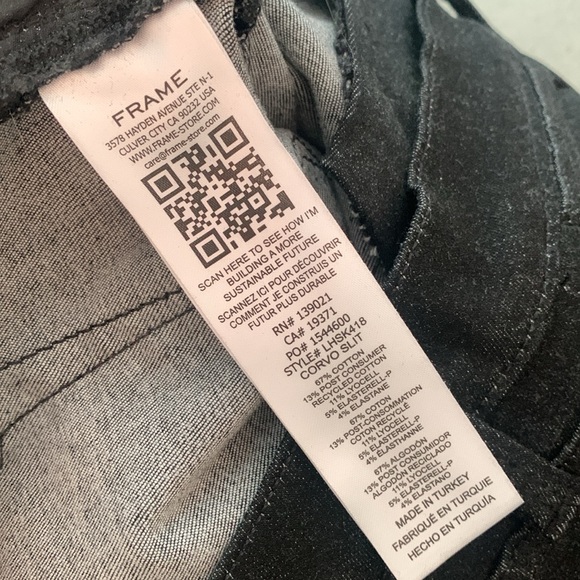 FRAME
3578 HAYDEN AVENUE STE N-1
CULVER CITY CA 90232 USA
WWW.FRAME-STORE.COM
care@frame-store.com
SCAN HERE TO SEE HOW I'M
BUILDING A MORE
SUSTAINABLE FUTURE
SCANNEZ ICI POUR DÉCOUVRIR
COMMENT JE CONSTRUIS UN
FUTUR PLUS DURABLE
RN# 139021
CA# 19371
PO# 1544600
STYLE# LHSK418
CORVO SLIT
67% COTTON
13% POST CONSUMER
RECYCLED COTTON
11% LYOCELL
5% ELASTERELL-P
4% ELASTANE
67% COTON
13% POST-CONSOMMATION
COTON RECYCLÉ
11% LYOCELL
5% ELASTERELL-P
4% ELASTHANNE
67% ALGODÓN
13% POST CONSUMIDOR
ALGODÓN RECICLADO
11% LYOCELL
5% ELASTERELL-P
4% ELASTANO
MADE IN TURKEY
FABRIQUÉ EN TURQUIE
HECHO EN TURQUÍA